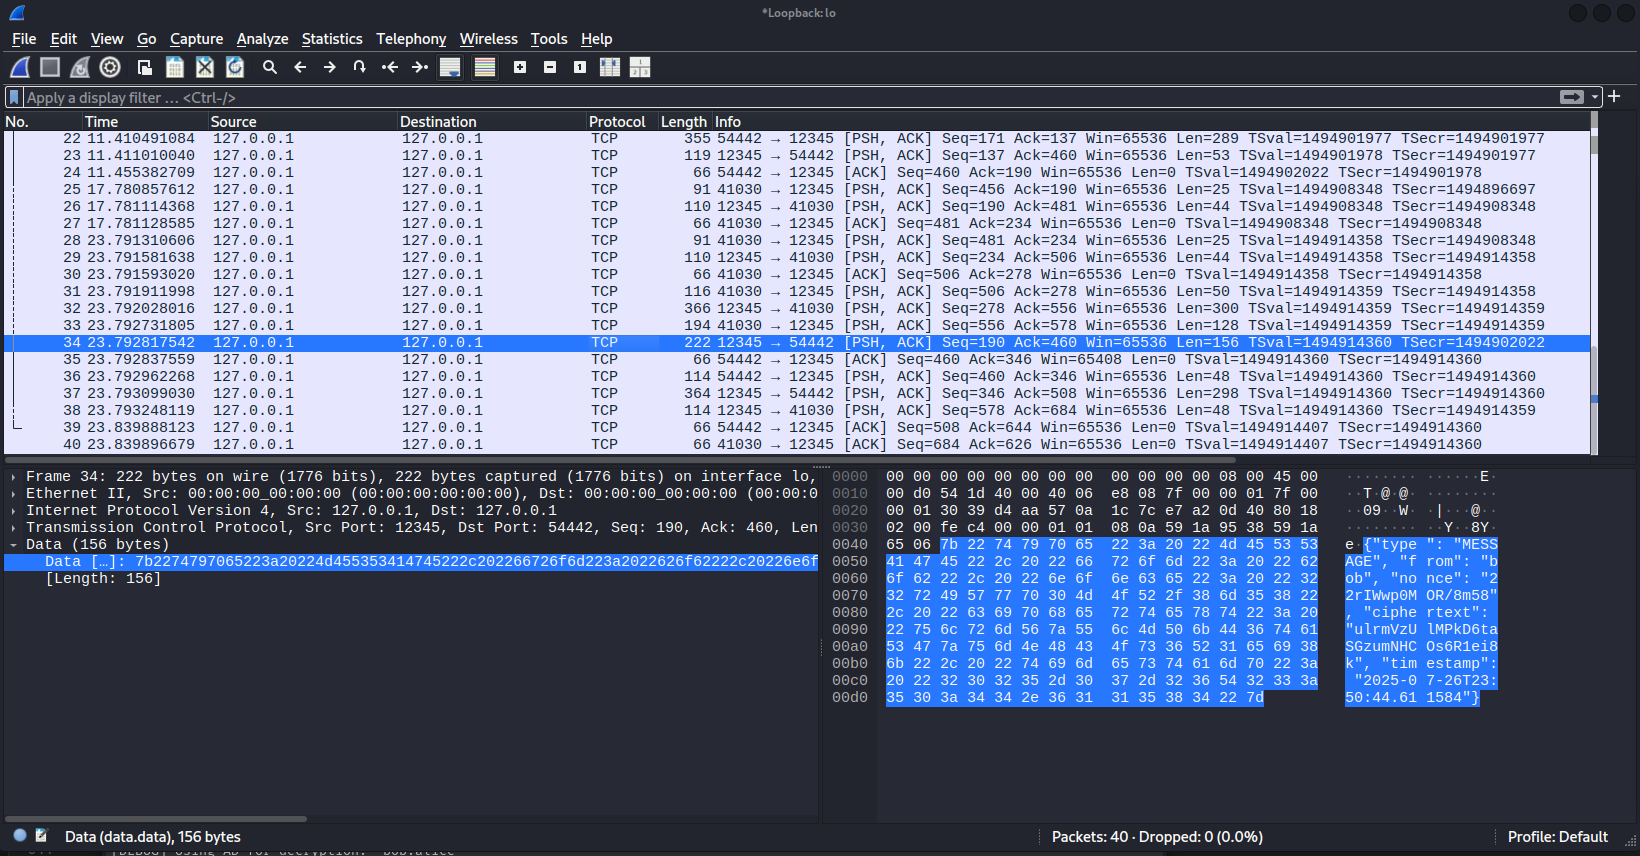 *Loopback: lo
File Edit View Go Capture Analyze Statistics Telephony Wireless Tools Help
Apply a display filter … <Ctrl-/>
No. Time Source Destination Protocol Length Info
22 11.410491084 127.0.0.1 127.0.0.1 TCP 355 54442 → 12345 [PSH, ACK] Seq=171 Ack=137 Win=65536 Len=289 TSval=1494901977 TSecr=1494901977
23 11.411010040 127.0.0.1 127.0.0.1 TCP 119 12345 → 54442 [PSH, ACK] Seq=137 Ack=460 Win=65536 Len=53 TSval=1494901978 TSecr=1494901977
24 11.455382709 127.0.0.1 127.0.0.1 TCP 66 54442 → 12345 [ACK] Seq=460 Ack=190 Win=65536 Len=0 TSval=1494902022 TSecr=1494901978
25 17.780857612 127.0.0.1 127.0.0.1 TCP 91 41030 → 12345 [PSH, ACK] Seq=456 Ack=190 Win=65536 Len=25 TSval=1494908348 TSecr=1494896697
26 17.781114368 127.0.0.1 127.0.0.1 TCP 110 12345 → 41030 [PSH, ACK] Seq=190 Ack=481 Win=65536 Len=44 TSval=1494908348 TSecr=1494908348
27 17.781128585 127.0.0.1 127.0.0.1 TCP 66 41030 → 12345 [ACK] Seq=481 Ack=234 Win=65536 Len=0 TSval=1494908348 TSecr=1494908348
28 23.791310606 127.0.0.1 127.0.0.1 TCP 91 41030 → 12345 [PSH, ACK] Seq=481 Ack=234 Win=65536 Len=25 TSval=1494914358 TSecr=1494908348
29 23.791581638 127.0.0.1 127.0.0.1 TCP 110 12345 → 41030 [PSH, ACK] Seq=234 Ack=506 Win=65536 Len=44 TSval=1494914358 TSecr=1494914358
30 23.791593020 127.0.0.1 127.0.0.1 TCP 66 41030 → 12345 [ACK] Seq=506 Ack=278 Win=65536 Len=0 TSval=1494914358 TSecr=1494914358
31 23.791911998 127.0.0.1 127.0.0.1 TCP 116 41030 → 12345 [PSH, ACK] Seq=506 Ack=278 Win=65536 Len=50 TSval=1494914359 TSecr=1494914358
32 23.792028016 127.0.0.1 127.0.0.1 TCP 366 12345 → 41030 [PSH, ACK] Seq=278 Ack=556 Win=65536 Len=300 TSval=1494914359 TSecr=1494914359
33 23.792731805 127.0.0.1 127.0.0.1 TCP 194 41030 → 12345 [PSH, ACK] Seq=556 Ack=578 Win=65536 Len=128 TSval=1494914359 TSecr=1494914359
34 23.792817542 127.0.0.1 127.0.0.1 TCP 222 12345 → 54442 [PSH, ACK] Seq=190 Ack=460 Win=65536 Len=156 TSval=1494914360 TSecr=1494902022
35 23.792837559 127.0.0.1 127.0.0.1 TCP 66 54442 → 12345 [ACK] Seq=460 Ack=346 Win=65408 Len=0 TSval=1494914360 TSecr=1494914360
36 23.792962268 127.0.0.1 127.0.0.1 TCP 114 54442 → 12345 [PSH, ACK] Seq=460 Ack=346 Win=65536 Len=48 TSval=1494914360 TSecr=1494914360
37 23.793099030 127.0.0.1 127.0.0.1 TCP 364 12345 → 54442 [PSH, ACK] Seq=346 Ack=508 Win=65536 Len=298 TSval=1494914360 TSecr=1494914360
38 23.793248119 127.0.0.1 127.0.0.1 TCP 114 12345 → 41030 [PSH, ACK] Seq=578 Ack=684 Win=65536 Len=48 TSval=1494914360 TSecr=1494914359
39 23.839888123 127.0.0.1 127.0.0.1 TCP 66 54442 → 12345 [ACK] Seq=508 Ack=644 Win=65536 Len=0 TSval=1494914407 TSecr=1494914360
40 23.839896679 127.0.0.1 127.0.0.1 TCP 66 41030 → 12345 [ACK] Seq=684 Ack=626 Win=65536 Len=0 TSval=1494914407 TSecr=1494914360
Frame 34: 222 bytes on wire (1776 bits), 222 bytes captured (1776 bits) on interface lo,
Ethernet II, Src: 00:00:00_00:00:00 (00:00:00:00:00:00), Dst: 00:00:00_00:00:00 (00:00:0
Internet Protocol Version 4, Src: 127.0.0.1, Dst: 127.0.0.1
Transmission Control Protocol, Src Port: 12345, Dst Port: 54442, Seq: 190, Ack: 460, Len
Data (156 bytes)
Data […]: 7b2274797065223a20224d455353414745222c202266726f6d223a2022626f62222c20226e6f
[Length: 156]
0000 00 00 00 00 00 00 00 00 00 00 00 00 08 00 45 00 ········ ······E·
0010 00 d0 54 1d 40 00 40 06 e8 08 7f 00 00 01 7f 00 ··T·@·@· ········
0020 00 01 30 39 d4 aa 57 0a 1c 7c e7 a2 0d 40 80 18 ··09··W· ·|···@··
0030 02 00 fe c4 00 00 01 01 08 0a 59 1a 95 38 59 1a ········ ··Y··8Y·
0040 65 06 7b 22 74 79 70 65 22 3a 20 22 4d 45 53 53 e·{"type": "MESS
0050 41 47 45 22 2c 20 22 66 72 6f 6d 22 3a 20 22 62 AGE", "from": "b
0060 6f 62 22 2c 20 22 6e 6f 6e 63 65 22 3a 20 22 32 ob", "nonce": "2
0070 32 72 49 57 77 70 30 4d 4f 52 2f 38 6d 35 38 22 2rIWwp0MOR/8m58"
0080 2c 20 22 63 69 70 68 65 72 74 65 78 74 22 3a 20 , "ciphertext":
0090 22 75 6c 72 6d 56 7a 55 6c 4d 50 6b 44 36 74 61 "ulrmVzUlMPkD6ta
00a0 53 47 7a 75 6d 4e 48 43 4f 73 36 52 31 65 69 38 SGzumNHCOs6R1ei8
00b0 6b 22 2c 20 22 74 69 6d 65 73 74 61 6d 70 22 3a k", "timestamp":
00c0 20 22 32 30 32 35 2d 30 37 2d 32 36 54 32 33 3a "2025-07-26T23:
00d0 35 30 3a 34 34 2e 36 31 31 35 38 34 22 7d 50:44.611584"}
Data (data.data), 156 bytes
Packets: 40 · Dropped: 0 (0.0%)
Profile: Default